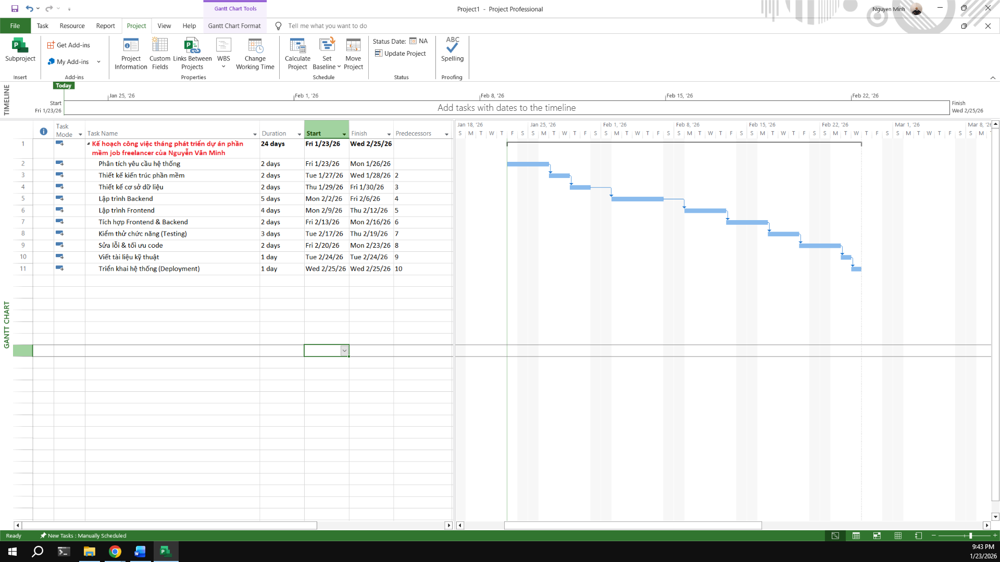 Gantt Chart Tools
Project1 - Project Professional
Nguyen Minh
File Task Resource Report Project View Help Gantt Chart Format Tell me what you want to do
Subproject
Insert
Get Add-ins
My Add-ins
Add-ins
Project Information
Custom Fields
Links Between Projects
WBS
Change Working Time
Properties
Calculate Project
Set Baseline
Move Project
Schedule
Status Date: NA
Update Project
Status
ABC
Spelling
Proofing
TIMELINE
Today
Jan 25, '26 Feb 1, '26 Feb 8, '26 Feb 15, '26 Feb 22, '26
Start
Fri 1/23/26
Add tasks with dates to the timeline
Finish
Wed 2/25/26
GANTT CHART
Task Mode Task Name Duration Start Finish Predecessors
1 Kế hoạch công việc tháng phát triển dự án phần 24 days Fri 1/23/26 Wed 2/25/26
mềm job freelancer của Nguyễn Văn Minh
2 Phân tích yêu cầu hệ thống 2 days Fri 1/23/26 Mon 1/26/26
3 Thiết kế kiến trúc phần mềm 2 days Tue 1/27/26 Wed 1/28/26 2
4 Thiết kế cơ sở dữ liệu 2 days Thu 1/29/26 Fri 1/30/26 3
5 Lập trình Backend 5 days Mon 2/2/26 Fri 2/6/26 4
6 Lập trình Frontend 4 days Mon 2/9/26 Thu 2/12/26 5
7 Tích hợp Frontend & Backend 2 days Fri 2/13/26 Mon 2/16/26 6
8 Kiểm thử chức năng (Testing) 3 days Tue 2/17/26 Thu 2/19/26 7
9 Sửa lỗi & tối ưu code 2 days Fri 2/20/26 Mon 2/23/26 8
10 Viết tài liệu kỹ thuật 1 day Tue 2/24/26 Tue 2/24/26 9
11 Triển khai hệ thống (Deployment) 1 day Wed 2/25/26 Wed 2/25/26 10
Jan 18, '26 Jan 25, '26 Feb 1, '26 Feb 8, '26 Feb 15, '26 Feb 22, '26 Mar 1, '26 Mar 8, '26
S M T W T F S S M T W T F S S M T W T F S S M T W T F S S M T W T F S S M T W T F S S M T W T F S S M
Ready New Tasks : Manually Scheduled
9:43 PM
1/23/2026